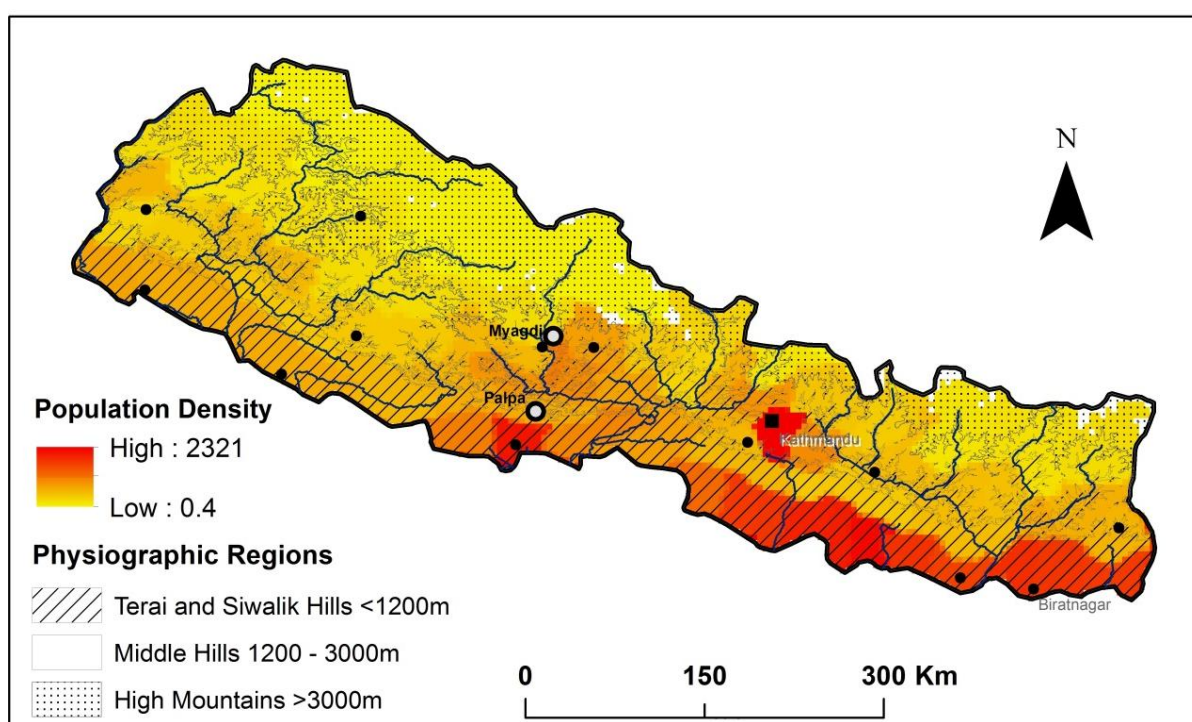 N
Myagdi
Palpa
Kathmandu
Biratnagar
Population Density
High : 2321
Low : 0.4
Physiographic Regions
Terai and Siwalik Hills <1200m
Middle Hills 1200 - 3000m
High Mountains >3000m
0 150 300 Km